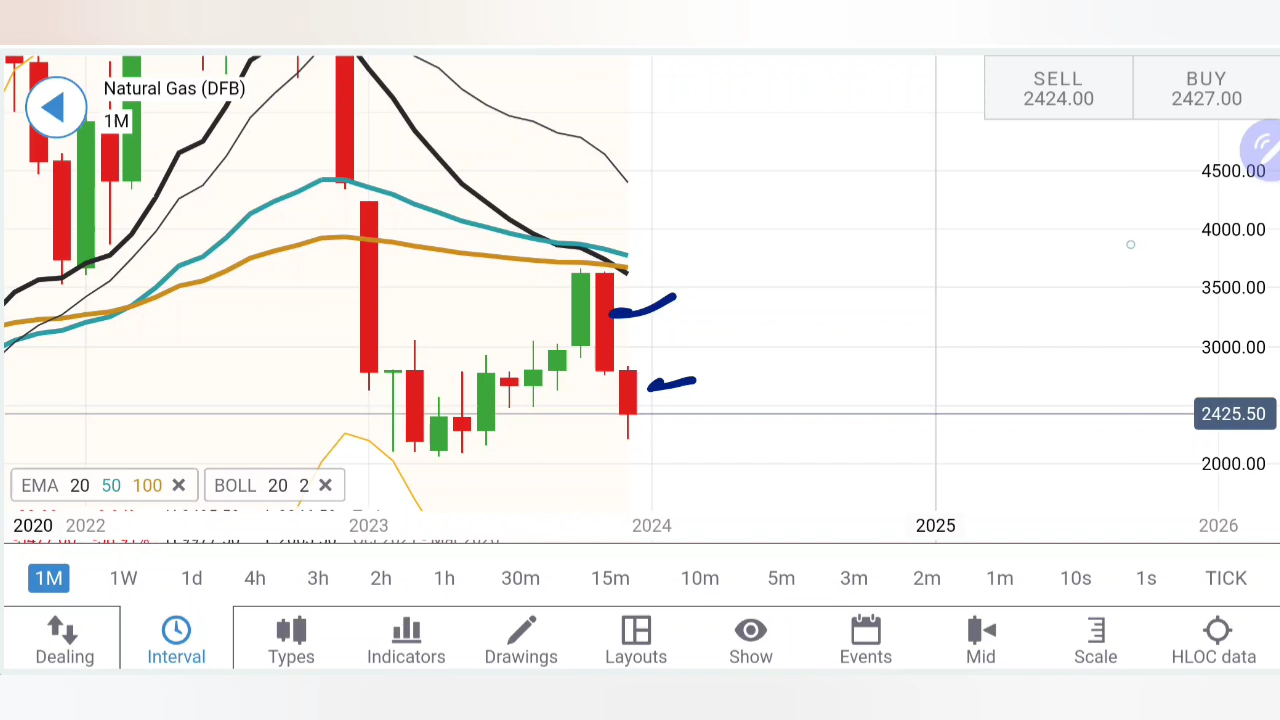 Natural Gas (DFB)
1M
SELL
2424.00
BUY
2427.00
4500.00
4000.00
3500.00
3000.00
2425.50
2000.00
EMA 20 50 100 ×
BOLL 20 2 ×
2020 2022 2023 2024 2025 2026
1M 1W 1d 4h 3h 2h 1h 30m 15m 10m 5m 3m 2m 1m 10s 1s TICK
Dealing Interval Types Indicators Drawings Layouts Show Events Mid Scale HLOC data